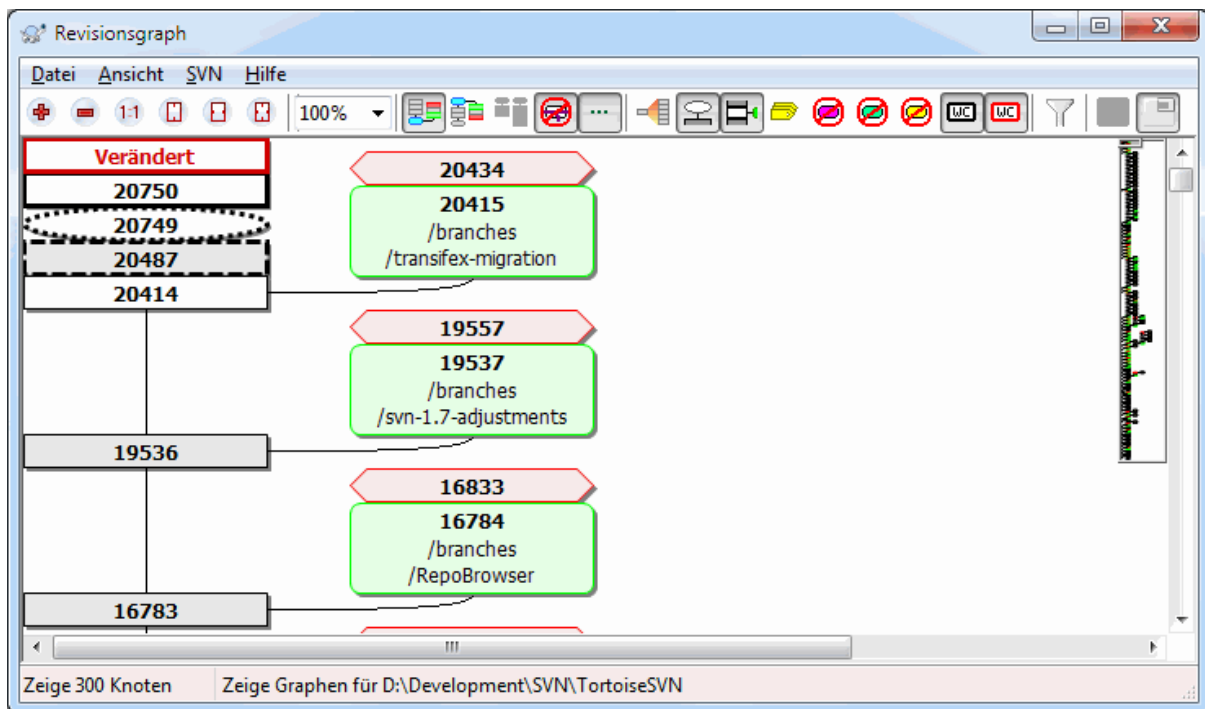 Revisionsgraph
Datei Ansicht SVN Hilfe
1:1 100% WC WC
Verändert
20750
20749
20487
20414
20434
20415
/branches
/transifex-migration
19557
19537
/branches
/svn-1.7-adjustments
19536
16833
16784
/branches
/RepoBrowser
16783
Zeige 300 Knoten Zeige Graphen für D:\Development\SVN\TortoiseSVN